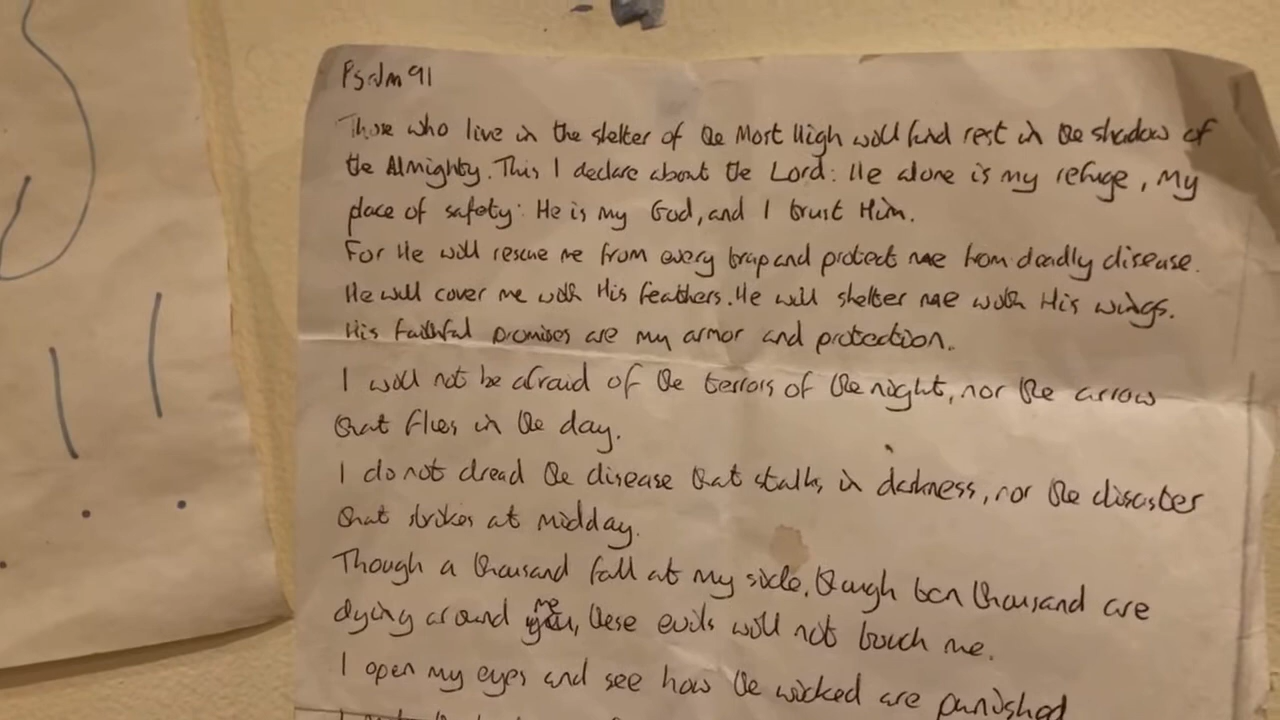 Psalm 91
Those who live in the shelter of the Most High will find rest in the shadow of
the Almighty. This I declare about the Lord: He alone is my refuge, my
place of safety: He is my God, and I trust Him.
For He will rescue me from every trap and protect me from deadly disease.
He will cover me with His feathers. He will shelter me with His wings.
His faithful promises are my armor and protection.
I will not be afraid of the terrors of the night, nor the arrow
that flies in the day.
I do not dread the disease that stalks in darkness, nor the disaster
that strikes at midday.
Though a thousand fall at my side, though ten thousand are
dying around me, these evils will not touch me.
I open my eyes and see how the wicked are punished